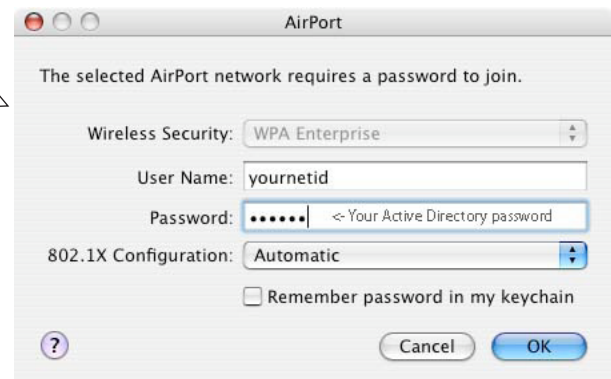 AirPort
The selected AirPort network requires a password to join.
Wireless Security: WPA Enterprise
User Name: yournetid
Password: •••••• <- Your Active Directory password
802.1X Configuration: Automatic
Remember password in my keychain
? Cancel OK